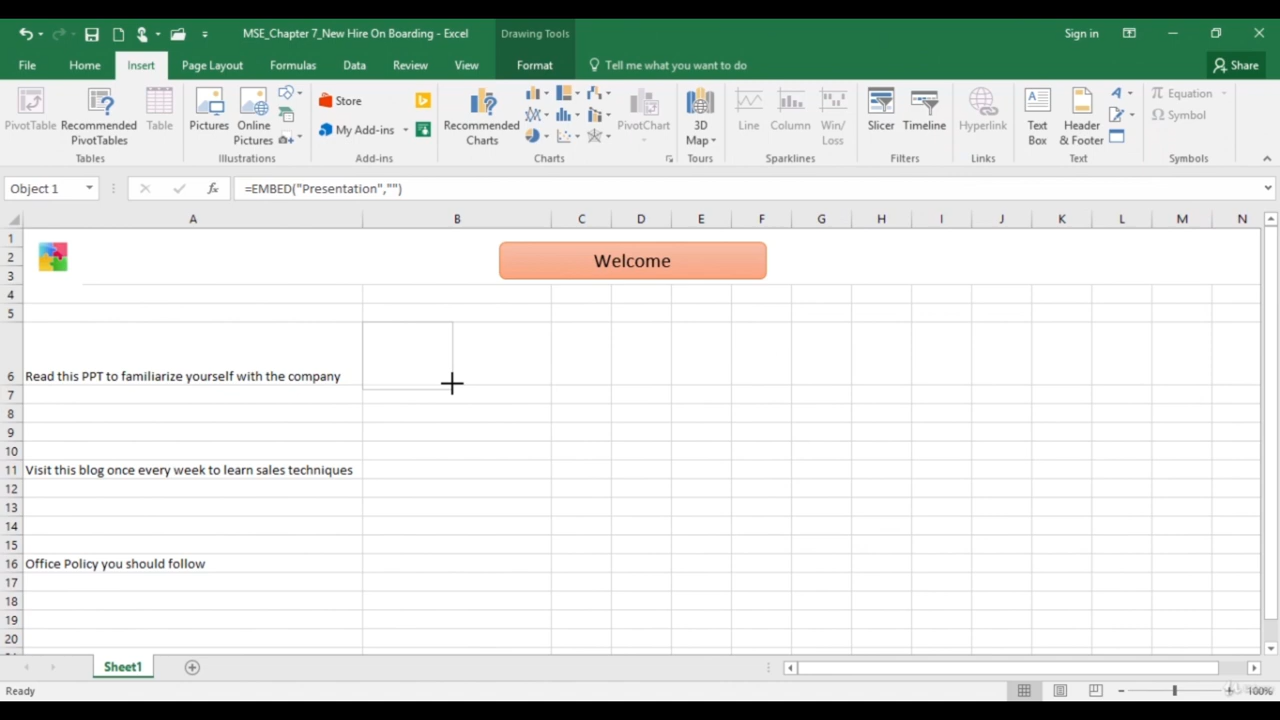 MSE_Chapter 7_New Hire On Boarding - Excel
Drawing Tools
Sign in
File
Home
Insert
Page Layout
Formulas
Data
Review
View
Format
Tell me what you want to do
Share
PivotTable
Recommended
PivotTables
Table
Pictures
Online
Pictures
Store
My Add-ins
Recommended
Charts
PivotChart
3D
Map
Line
Column
Win/
Loss
Slicer
Timeline
Hyperlink
Text
Box
Header
& Footer
π Equation
Ω Symbol
Tables
Illustrations
Add-ins
Charts
Tours
Sparklines
Filters
Links
Text
Symbols
Object 1
fx
=EMBED("Presentation","")
A B C D E F G H I J K L M N
1
Welcome
2
3
4
5
6 Read this PPT to familiarize yourself with the company
7
8
9
10
11 Visit this blog once every week to learn sales techniques
12
13
14
15
16 Office Policy you should follow
17
18
19
20
Sheet1
Ready
100%